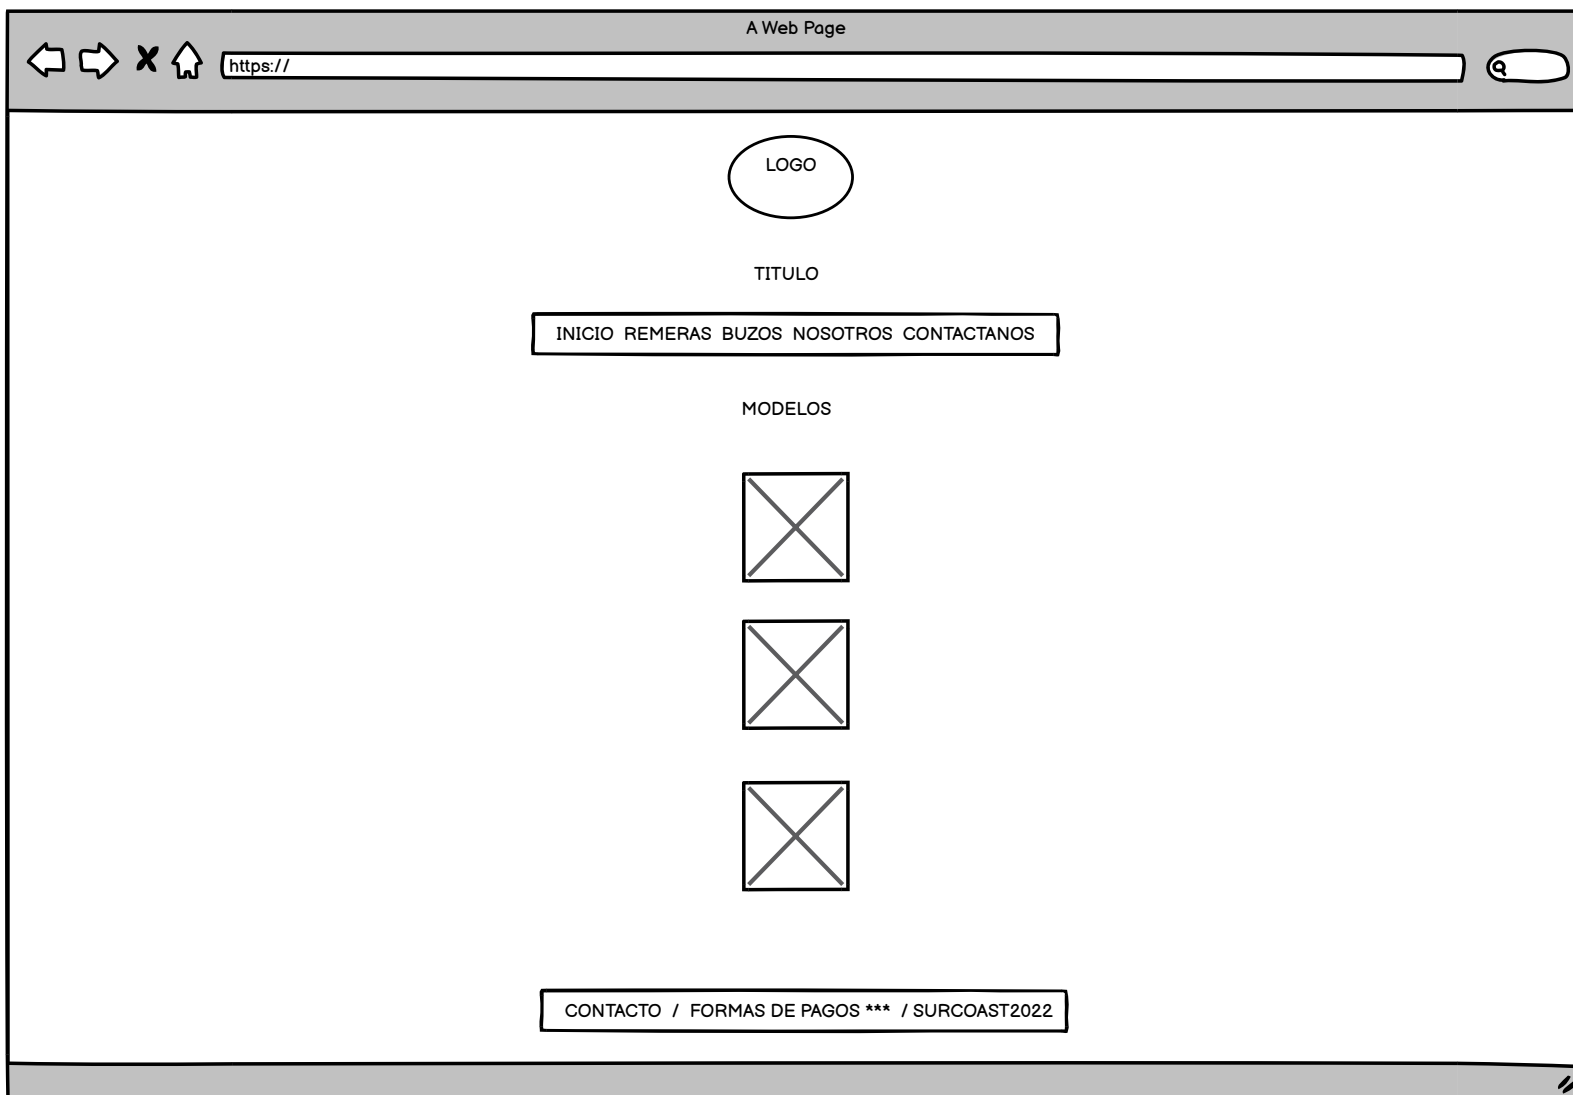 A Web Page
https://
LOGO
TITULO
INICIO REMERAS BUZOS NOSOTROS CONTACTANOS
MODELOS
CONTACTO / FORMAS DE PAGOS *** / SURCOAST2022